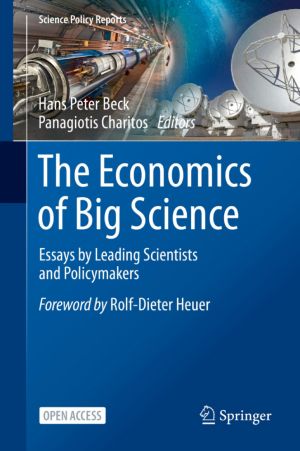 Science Policy Reports
Hans Peter Beck
Panagiotis Charitos Editors
The Economics
of Big Science
Essays by Leading Scientists
and Policymakers
Foreword by Rolf-Dieter Heuer
OPEN ACCESS
Springer